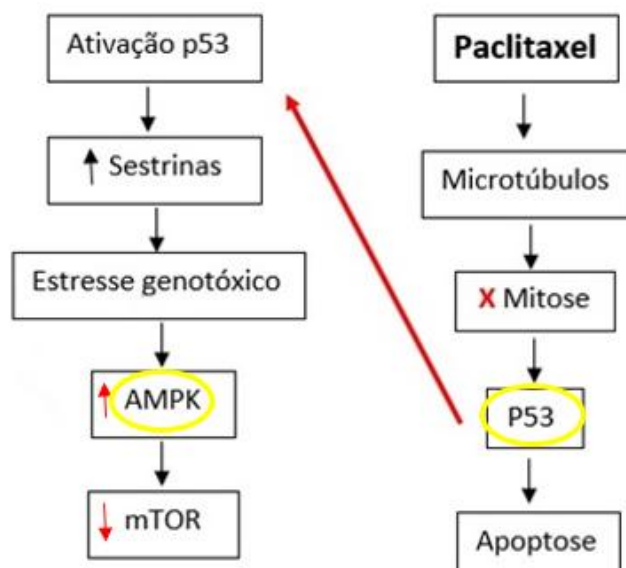 Ativação p53
Sestrinas
Estresse genotóxico
AMPK
mTOR
Paclitaxel
Microtúbulos
X Mitose
P53
Apoptose